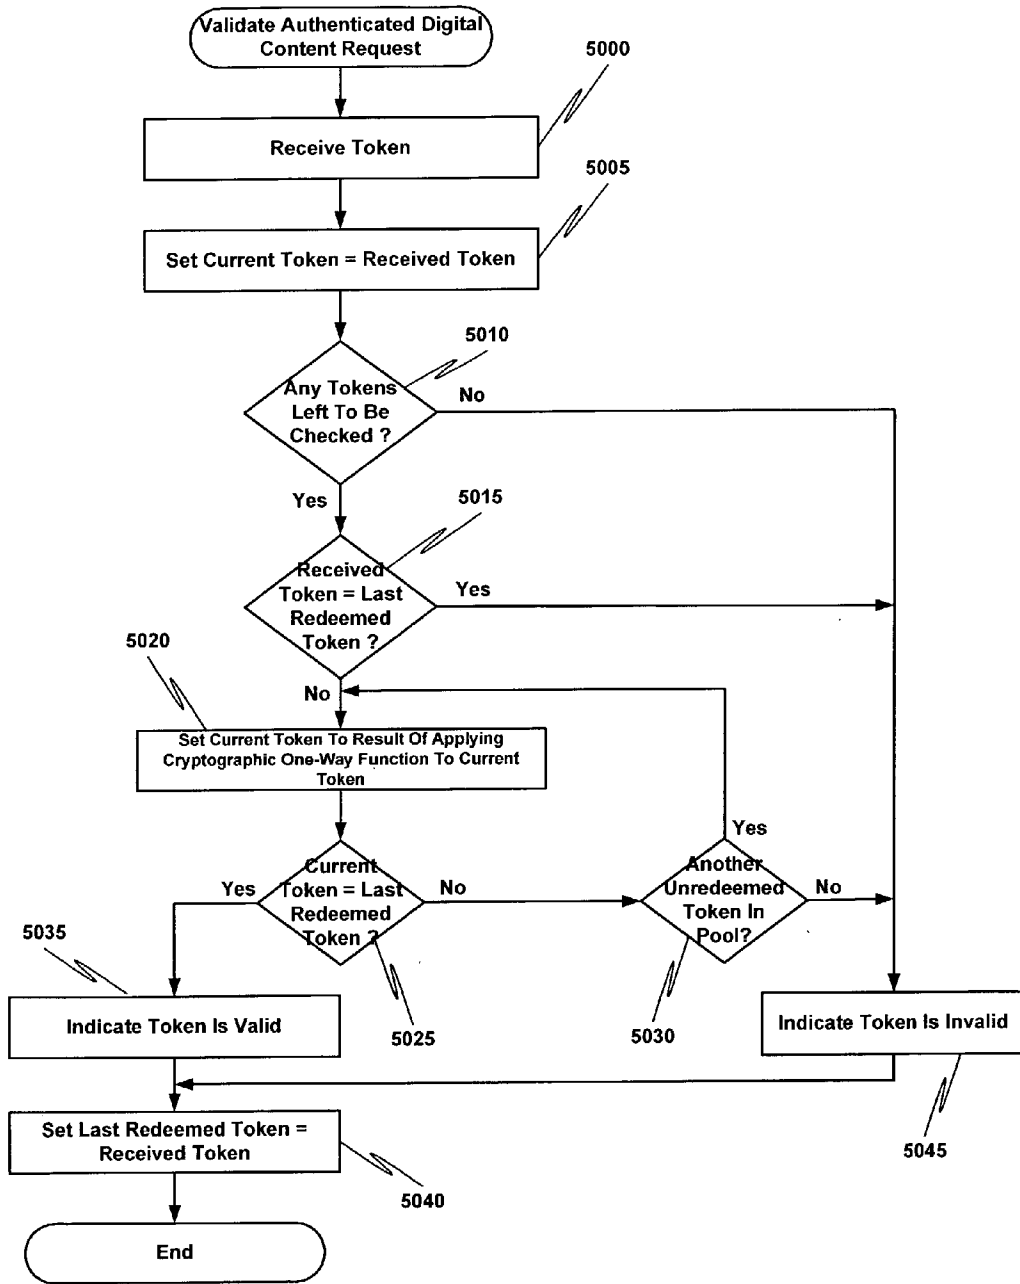 Validate Authenticated Digital
Content Request
5000
Receive Token
5005
Set Current Token = Received Token
5010
Any Tokens
Left To Be
Checked ?
No
Yes
5015
Received
Token = Last
Redeemed
Token ?
Yes
5020
No
Set Current Token To Result Of Applying
Cryptographic One-Way Function To Current
Token
Yes
Current
Token = Last
Redeemed
Token ?
Yes
No
Another
Unredeemed
Token In
Pool?
No
5035
Indicate Token Is Valid
5025
5030
Indicate Token Is Invalid
Set Last Redeemed Token =
Received Token
5045
5040
End